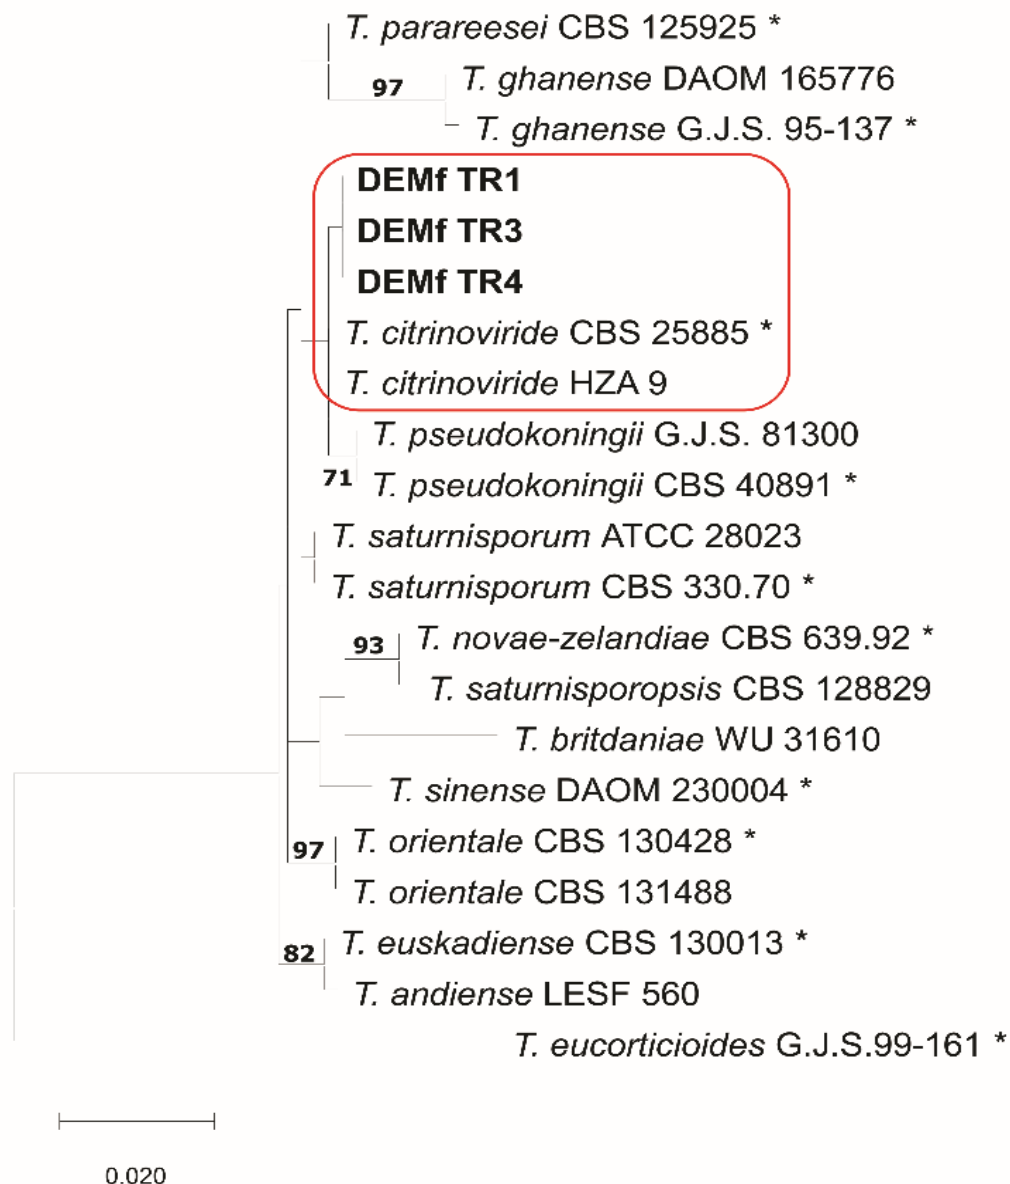 T. parareesei CBS 125925 *
T. ghanense DAOM 165776
97
T. ghanense G.J.S. 95-137 *
DEMf TR1
DEMf TR3
DEMf TR4
T. citrinoviride CBS 25885 *
T. citrinoviride HZA 9
T. pseudokoningii G.J.S. 81300
71
T. pseudokoningii CBS 40891 *
T. saturnisporum ATCC 28023
T. saturnisporum CBS 330.70 *
T. novae-zelandiae CBS 639.92 *
93
T. saturnisporopsis CBS 128829
T. britdaniae WU 31610
T. sinense DAOM 230004 *
T. orientale CBS 130428 *
97
T. orientale CBS 131488
T. euskadiense CBS 130013 *
82
T. andiense LESF 560
T. eucorticioides G.J.S.99-161 *
0.020